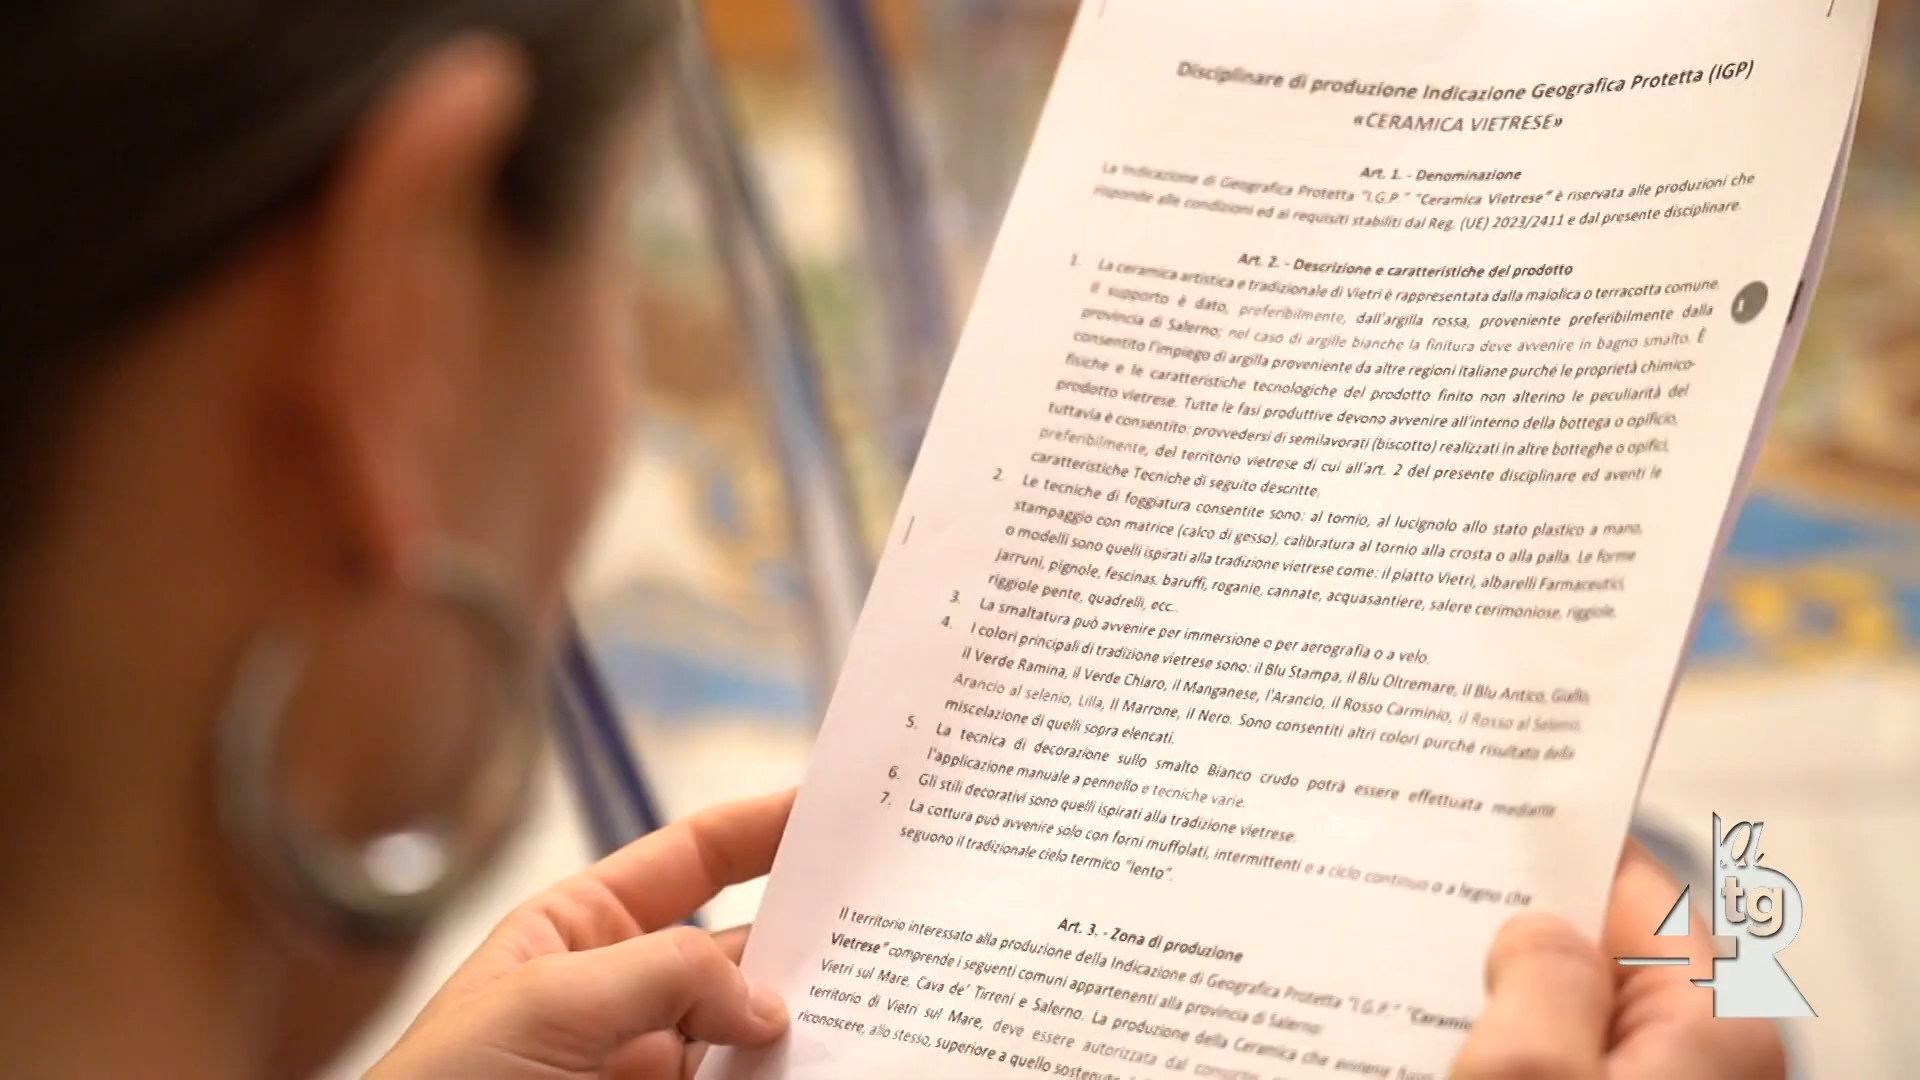 Disciplinare di produzione Indicazione Geografica Protetta (IGP)
«CERAMICA VIETRESE»
Art. 1. - Denominazione
La Indicazione di Geografica Protetta "I.G.P." "Ceramica Vietrese" è riservata alle produzioni che
risponde alle condizioni ed ai requisiti stabiliti dal Reg. (UE) 2023/2411 e dal presente disciplinare.
Art. 2. - Descrizione e caratteristiche del prodotto
1. La ceramica artistica e tradizionale di Vietri è rappresentata dalla maiolica o terracotta comune.
Il supporto è dato, preferibilmente, dall'argilla rossa, proveniente preferibilmente dalla
1
provincia di Salerno; nel caso di argille bianche la finitura deve avvenire in bagno smalto. È
consentito l'impiego di argilla proveniente da altre regioni italiane purché le proprietà chimico-
fisiche e le caratteristiche tecnologiche del prodotto finito non alterino le peculiarità del
prodotto vietrese. Tutte le fasi produttive devono avvenire all'interno della bottega o opificio,
tuttavia è consentito: provvedersi di semilavorati (biscotto) realizzati in altre botteghe o opifici,
preferibilmente, del territorio vietrese di cui all'art. 2 del presente disciplinare ed aventi le
caratteristiche Tecniche di seguito descritte.
2. Le tecniche di foggiatura consentite sono: al tornio, al lucignolo allo stato plastico a mano,
stampaggio con matrice (calco di gesso), calibratura al tornio alla crosta o alla palla. Le forme
o modelli sono quelli ispirati alla tradizione vietrese come: il piatto Vietri, albarelli Farmaceutici,
jarruni, pignole, fescinas, baruffi, roganie, cannate, acquasantiere, salere cerimoniose, riggiole,
riggiole pente, quadrelli, ecc..
3. La smaltatura può avvenire per immersione o per aerografia o a velo.
4. I colori principali di tradizione vietrese sono: il Blu Stampa, il Blu Oltremare, il Blu Antico, Giallo,
il Verde Ramina, il Verde Chiaro, il Manganese, l'Arancio, il Rosso Carminio, il Rosso al Selenio,
Arancio al selenio, Lilla, Il Marrone, il Nero. Sono consentiti altri colori purché risultato della
miscelazione di quelli sopra elencati.
5. La tecnica di decorazione sullo smalto Bianco crudo potrà essere effettuata mediante
l'applicazione manuale a pennello e tecniche varie.
6. Gli stili decorativi sono quelli ispirati alla tradizione vietrese.
7. La cottura può avvenire solo con forni muffolati, intermittenti e a ciclo continuo o a legno che
seguono il tradizionale cielo termico "lento".
Art. 3. - Zona di produzione
Il territorio interessato alla produzione della Indicazione di Geografica Protetta "I.G.P." "Ceramica
Vietrese" comprende i seguenti comuni appartenenti alla provincia di Salerno:
Vietri sul Mare, Cava de' Tirreni e Salerno. La produzione della Ceramica che avviene fuori
territorio di Vietri sul Mare, deve essere autorizzata dal
riconoscere, allo stesso, superiore a quello
la
tg
4R